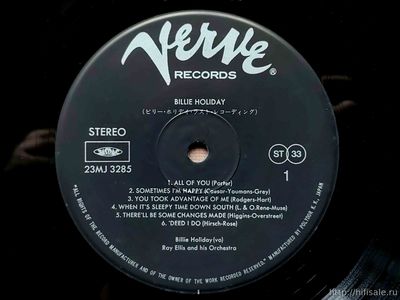 Verve®
RECORDS
BILLIE HOLIDAY
(ビリー・ホリデイ・ラスト・レコーディング)
STEREO
23MJ 3285
ST 33
1
1. ALL OF YOU (Porter)
2. SOMETIMES I'M HAPPY (Caesar-Youmans-Grey)
3. YOU TOOK ADVANTAGE OF ME (Rodgers-Hart)
4. WHEN IT'S SLEEPY TIME DOWN SOUTH (L. & O.Rene-Muse)
5. THERE'LL BE SOME CHANGES MADE (Higgins-Overstreet)
6. 'DEED I DO (Hirsch-Rose)
Billie Holiday(vo)
Ray Ellis and his Orchestra
"ALL RIGHTS OF THE RECORD MANUFACTURER AND OF THE OWNER OF THE WORK RECORDED RESERVED" MANUFACTURED BY POLYDOR K.K. JAPAN
http://hifisale.ru